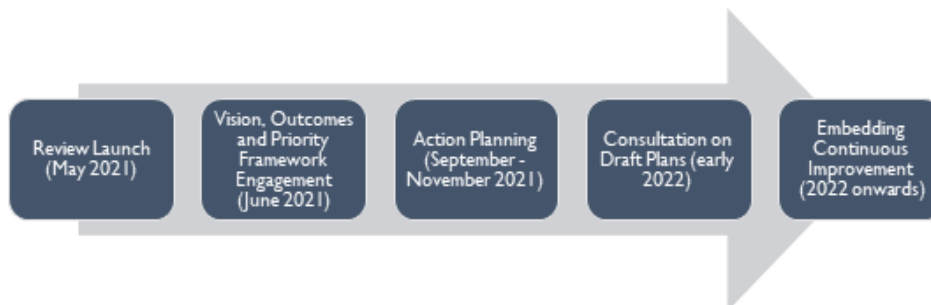 Review Launch
(May 2021)
Vision, Outcomes
and Priority
Framework
Engagement
(June 2021)
Action Planning
(September -
November 2021)
Consultation on
Draft Plans (early
2022)
Embedding
Continuous
Improvement
(2022 onwards)